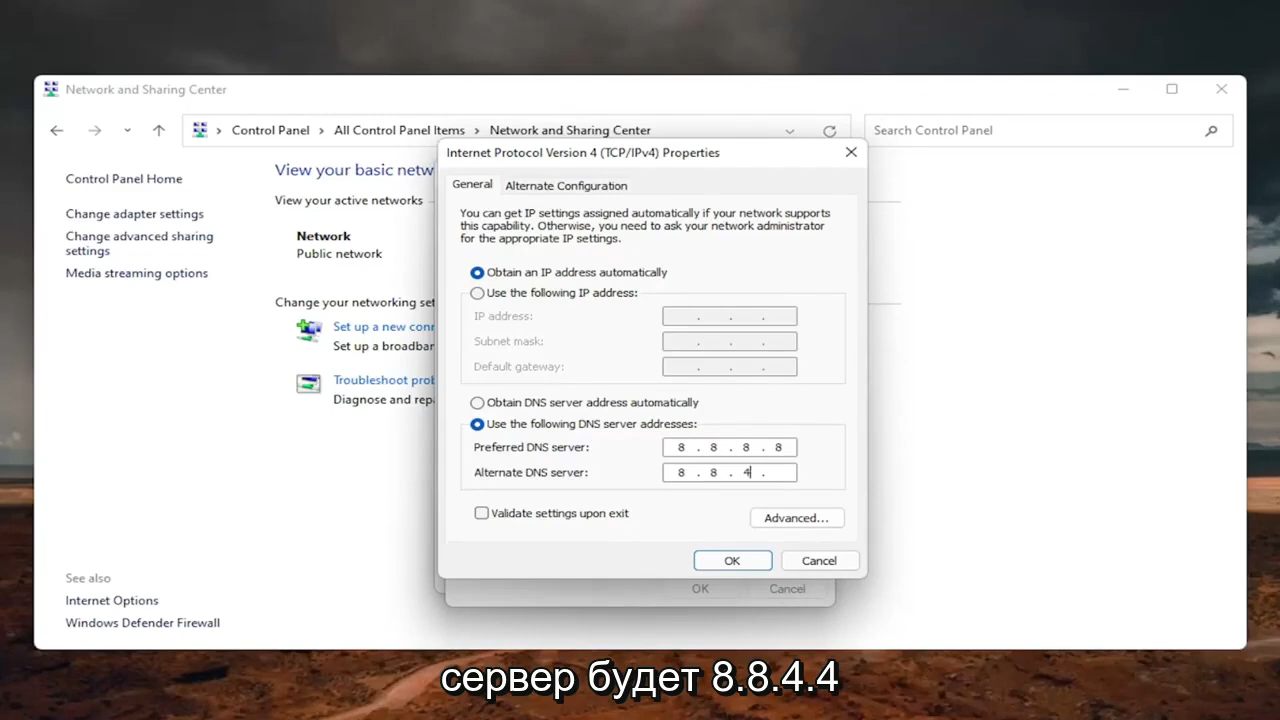 Network and Sharing Center
Control Panel > All Control Panel Items > Network and Sharing Center
Search Control Panel
Internet Protocol Version 4 (TCP/IPv4) Properties
Control Panel Home
Change adapter settings
Change advanced sharing
settings
Media streaming options
View your basic netw
View your active networks
Network
Public network
Change your networking set
Set up a new conn
Set up a broadbar
Troubleshoot prob
Diagnose and repa
General
Alternate Configuration
You can get IP settings assigned automatically if your network supports
this capability. Otherwise, you need to ask your network administrator
for the appropriate IP settings.
Obtain an IP address automatically
Use the following IP address:
IP address: . . .
Subnet mask: . . .
Default gateway: . . .
Obtain DNS server address automatically
Use the following DNS server addresses:
Preferred DNS server: 8 . 8 . 8 . 8
Alternate DNS server: 8 . 8 . 4 .
Validate settings upon exit
Advanced...
OK Cancel
OK Cancel
See also
Internet Options
Windows Defender Firewall
сервер будет 8.8.4.4